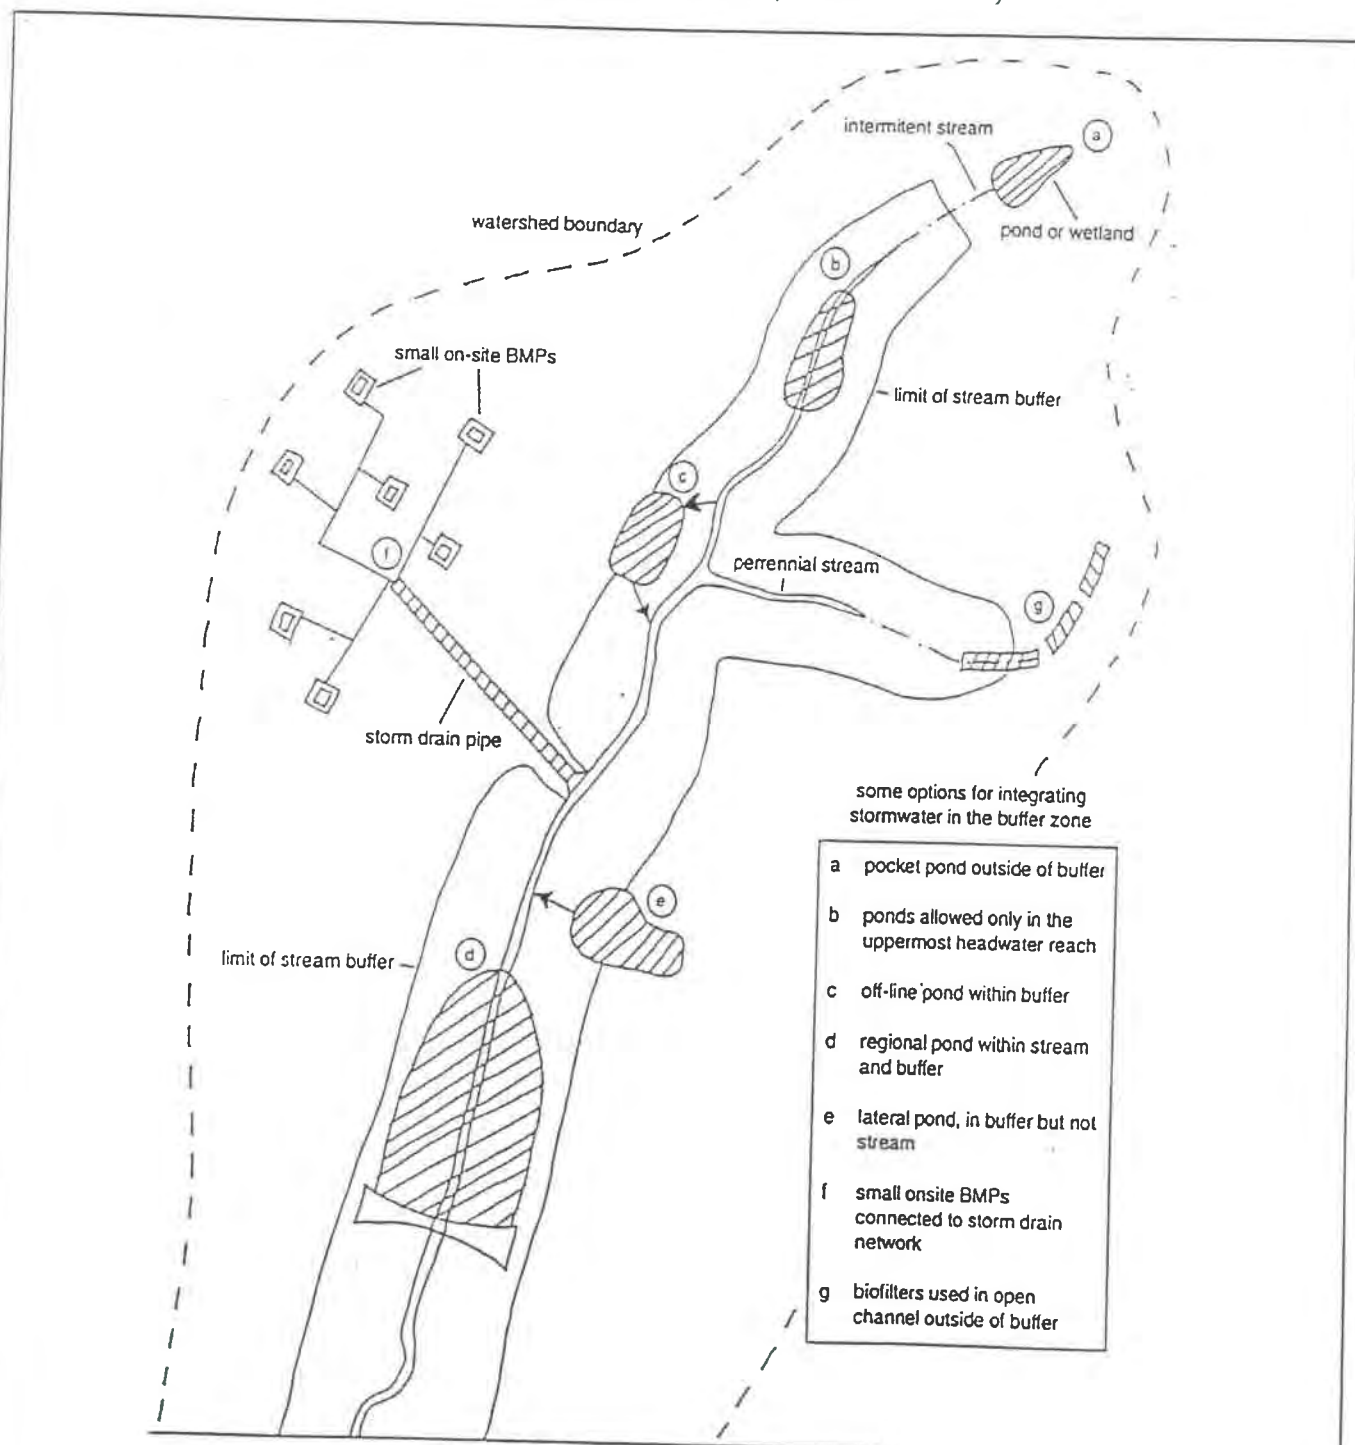 intermitent stream
a
pond or wetland
watershed boundary
b
small on-site BMPs
limit of stream buffer
c
f
perrennial stream
g
storm drain pipe
some options for integrating
stormwater in the buffer zone
e
limit of stream buffer
d
a pocket pond outside of buffer
b ponds allowed only in the
uppermost headwater reach
c off-line pond within buffer
d regional pond within stream
and buffer
e lateral pond, in buffer but not
stream
f small onsite BMPs
connected to storm drain
network
g biofilters used in open
channel outside of buffer